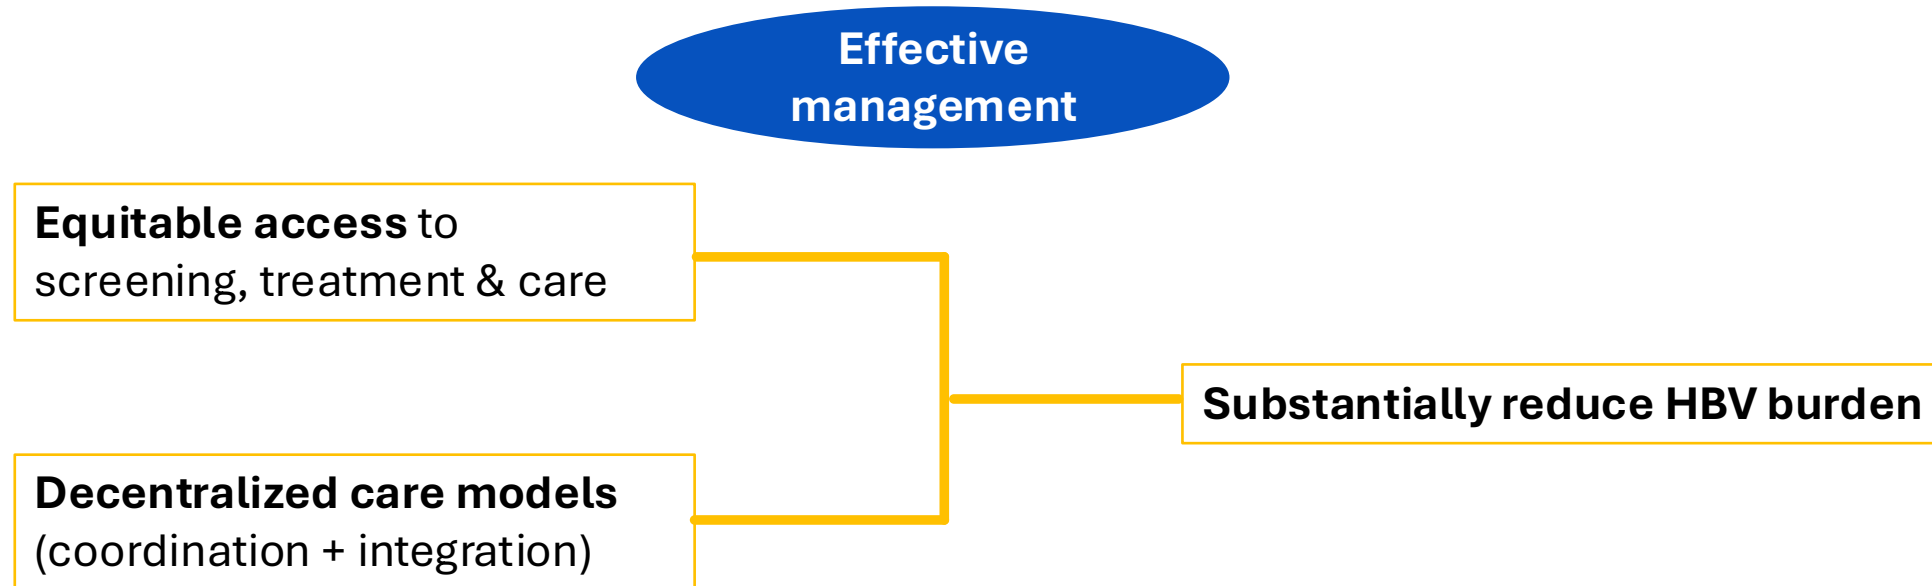 Effective
management
Equitable access to
screening, treatment & care
Substantially reduce HBV burden
Decentralized care models
(coordination + integration)